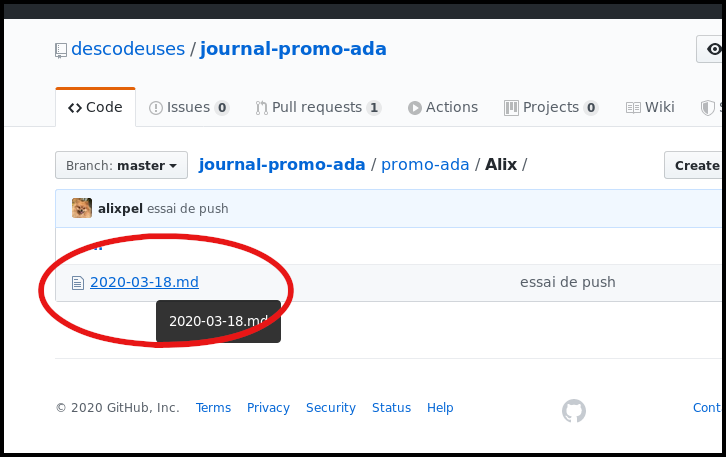 descodeuses / journal-promo-ada
Code Issues 0 Pull requests 1 Actions Projects 0 Wiki
Branch: master journal-promo-ada / promo-ada / Alix / Create
alixpel essai de push
..
2020-03-18.md essai de push
2020-03-18.md
© 2020 GitHub, Inc. Terms Privacy Security Status Help Cont